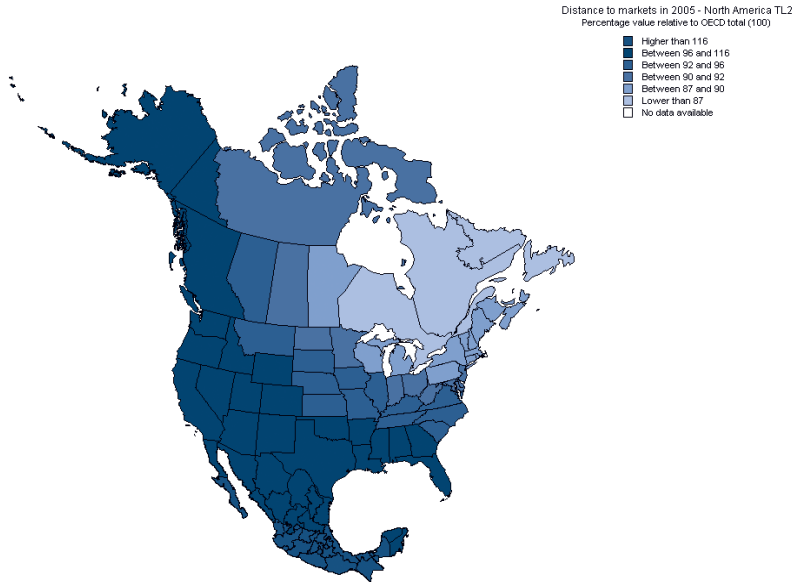 Distance to markets in 2005 - North America TL2
Percentage value relative to OECD total (100)
Higher than 116
Between 96 and 116
Between 92 and 96
Between 90 and 92
Between 87 and 90
Lower than 87
No data available